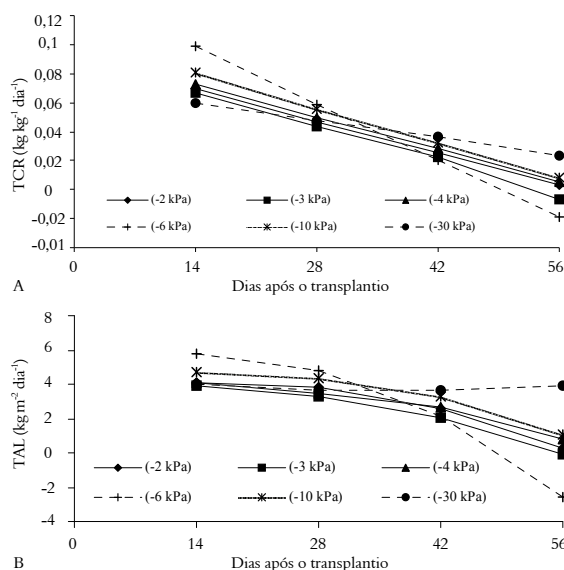 0,12
0,1
0,08
0,06
0,04
0,02
0
-0,02
-0,01
TCR (kg kg⁻¹ dia⁻¹)
(-2 kPa) (-3 kPa) (-4 kPa)
(-6 kPa) (-10 kPa) (-30 kPa)
0 14 28 42 56
A Dias após o transplantio
8
6
4
2
0
-2
-4
TAL (kg m⁻² dia⁻¹)
(-2 kPa) (-3 kPa) (-4 kPa)
(-6 kPa) (-10 kPa) (-30 kPa)
0 14 28 42 56
B Dias após o transplantio